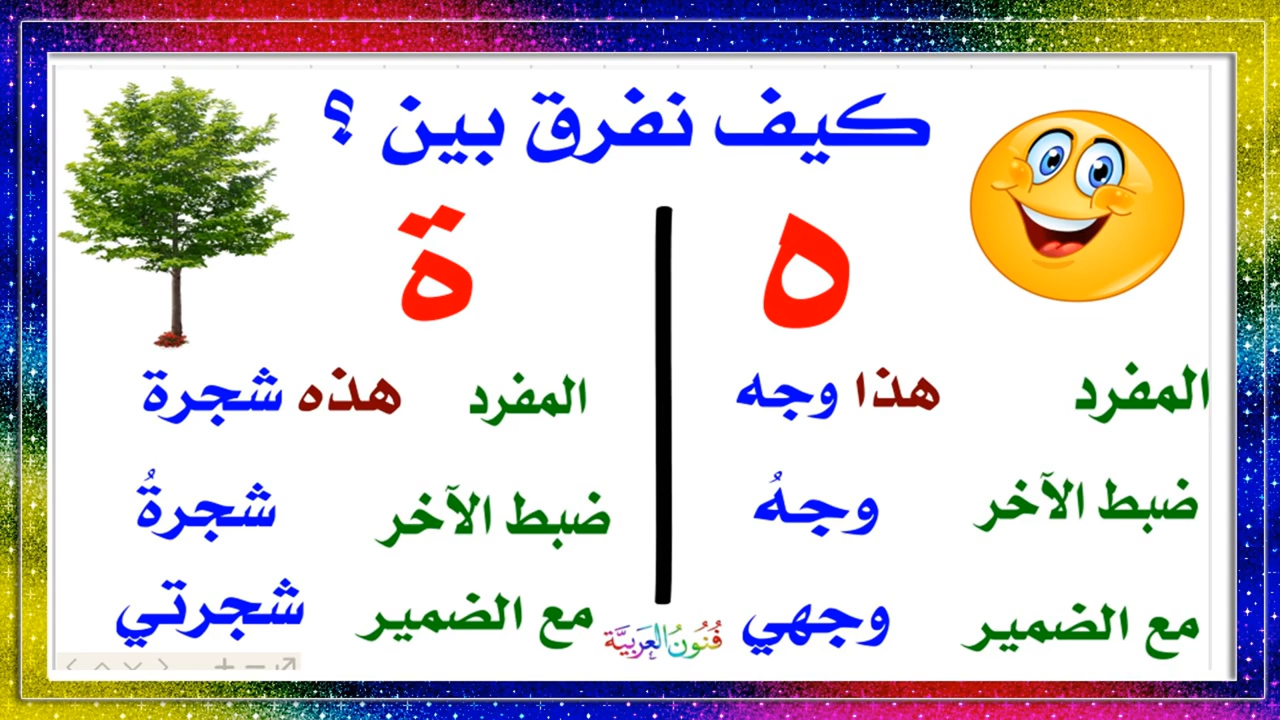 كيف نفرق بين ؟
ه ة
المفرد هذا وجه المفرد هذه شجرة
ضبط الآخر وجهُ ضبط الآخر شجرةُ
مع الضمير وجهي مع الضمير شجرتي
فُنُونُ العَرَبِيَّة